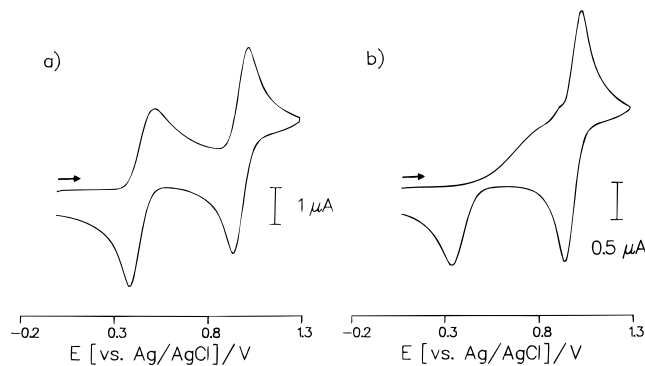 a)
1 μA
−0.2 0.3 0.8 1.3
E [vs. Ag/AgCl]/V
b)
0.5 μA
−0.2 0.3 0.8 1.3
E [vs. Ag/AgCl]/V